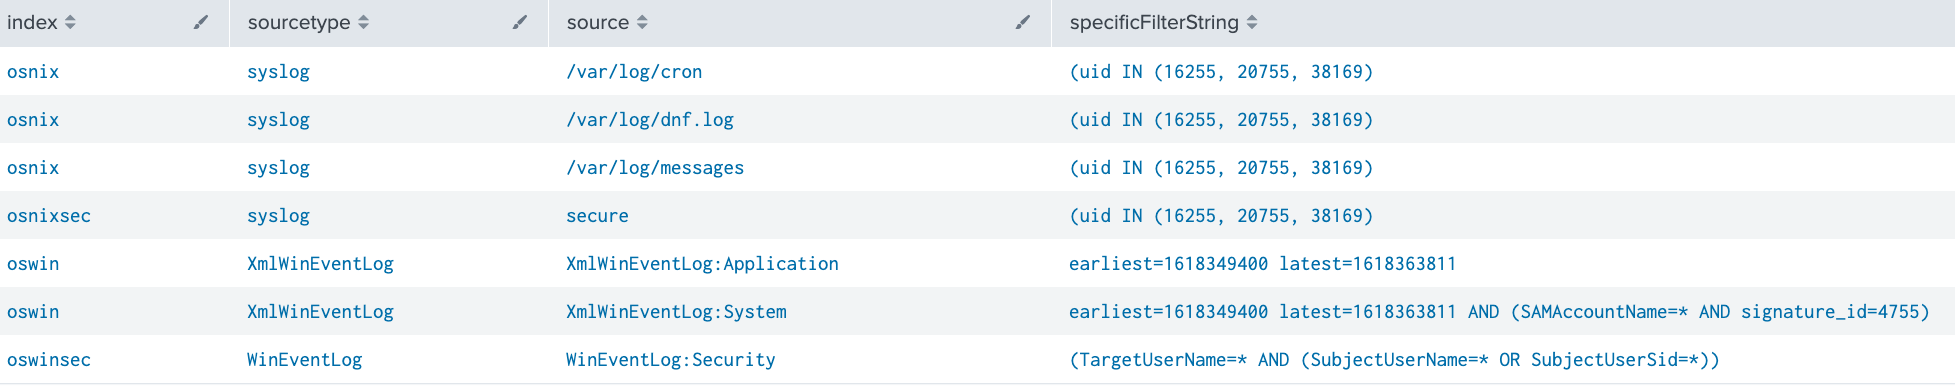 index sourcetype source specificFilterString
osnix syslog /var/log/cron (uid IN (16255, 20755, 38169)
osnix syslog /var/log/dnf.log (uid IN (16255, 20755, 38169)
osnix syslog /var/log/messages (uid IN (16255, 20755, 38169)
osnixsec syslog secure (uid IN (16255, 20755, 38169)
oswin XmlWinEventLog XmlWinEventLog:Application earliest=1618349400 latest=1618363811
oswin XmlWinEventLog XmlWinEventLog:System earliest=1618349400 latest=1618363811 AND (SAMAccountName=* AND signature_id=4755)
oswinsec WinEventLog WinEventLog:Security (TargetUserName=* AND (SubjectUserName=* OR SubjectUserSid=*))